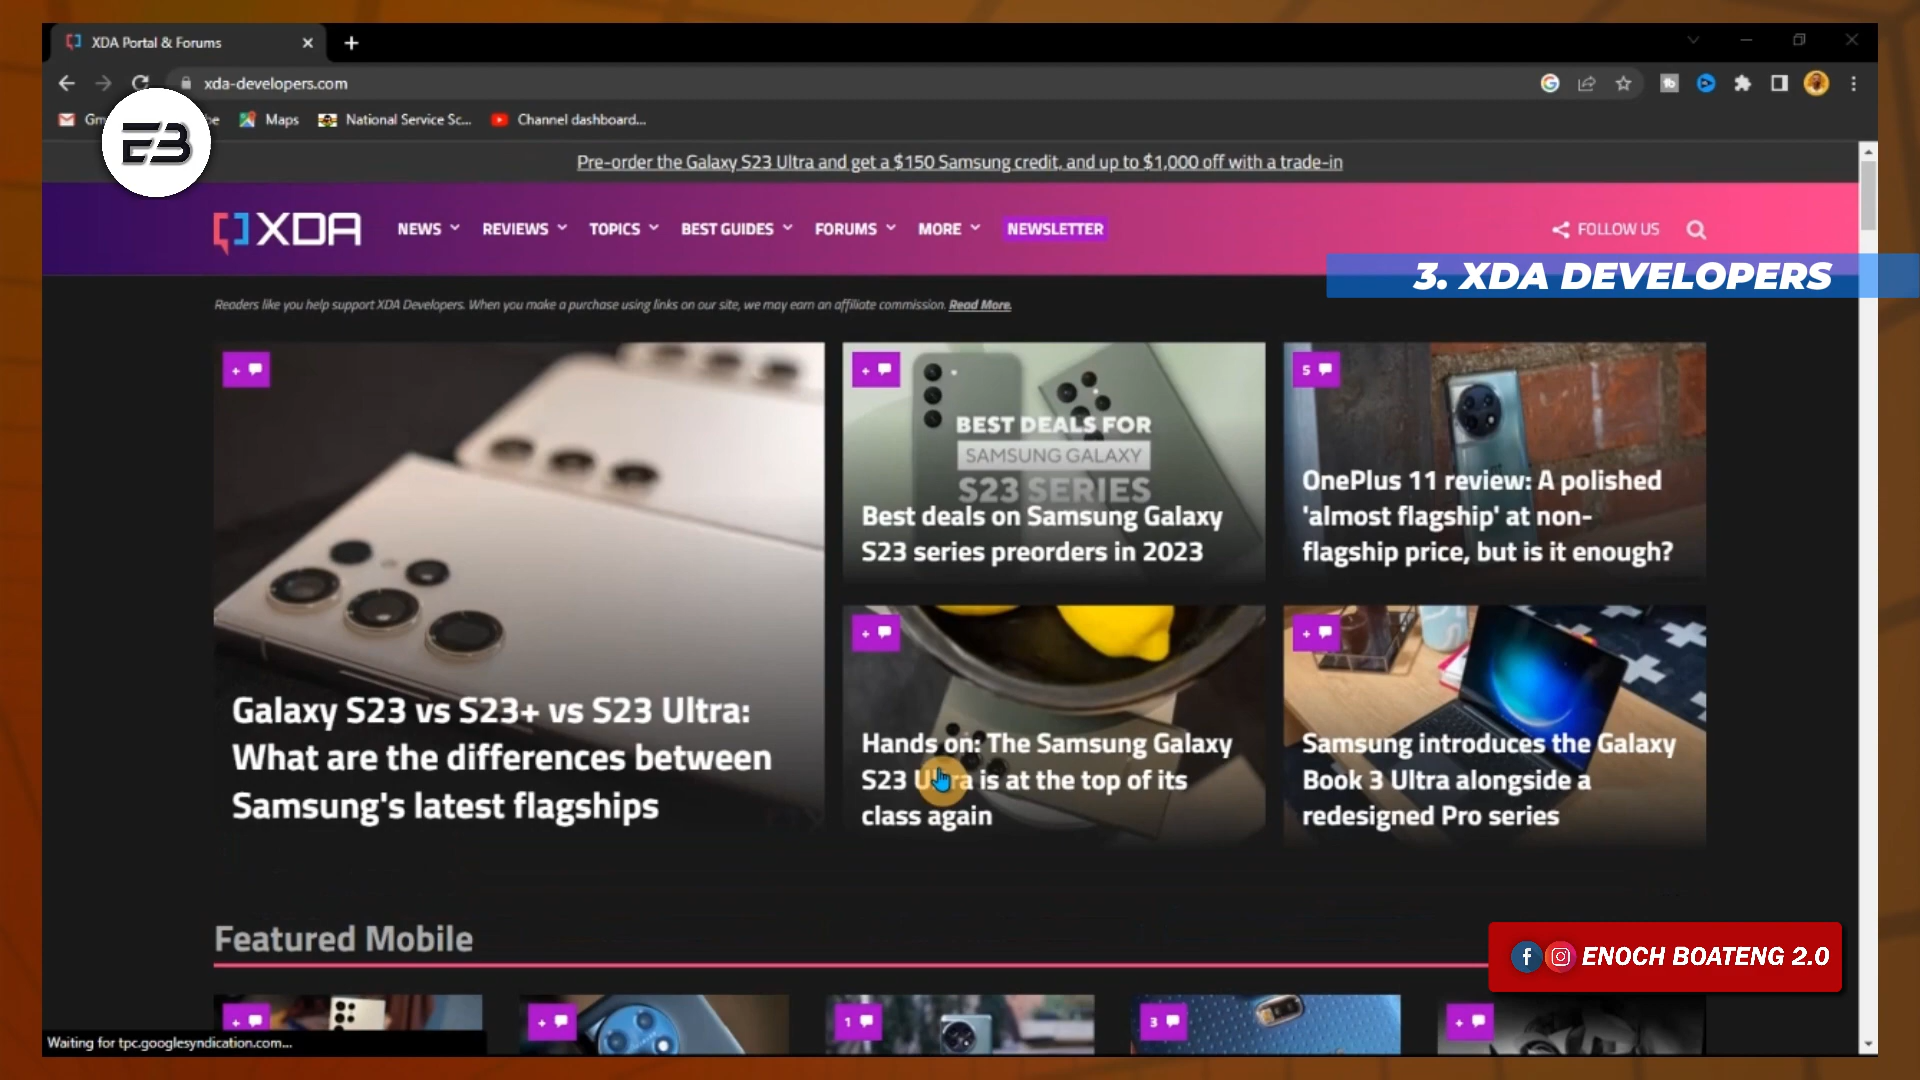 XDA Portal & Forums
xda-developers.com
Gm
be
Maps
National Service Sc...
Channel dashboard...
EB
Pre-order the Galaxy S23 Ultra and get a $150 Samsung credit, and up to $1,000 off with a trade-in
XDA
NEWS
REVIEWS
TOPICS
BEST GUIDES
FORUMS
MORE
NEWSLETTER
FOLLOW US
3. XDA DEVELOPERS
Readers like you help support XDA Developers. When you make a purchase using links on our site, we may earn an affiliate commission. Read More.
+
Galaxy S23 vs S23+ vs S23 Ultra:
What are the differences between
Samsung's latest flagships
+
BEST DEALS FOR
SAMSUNG GALAXY
S23 SERIES
Best deals on Samsung Galaxy
S23 series preorders in 2023
5
OnePlus 11 review: A polished
'almost flagship' at non-
flagship price, but is it enough?
+
Hands on: The Samsung Galaxy
S23 Ultra is at the top of its
class again
+
Samsung introduces the Galaxy
Book 3 Ultra alongside a
redesigned Pro series
Featured Mobile
ENOCH BOATENG 2.0
+
+
1
3
+
Waiting for tpc.googlesyndication.com...